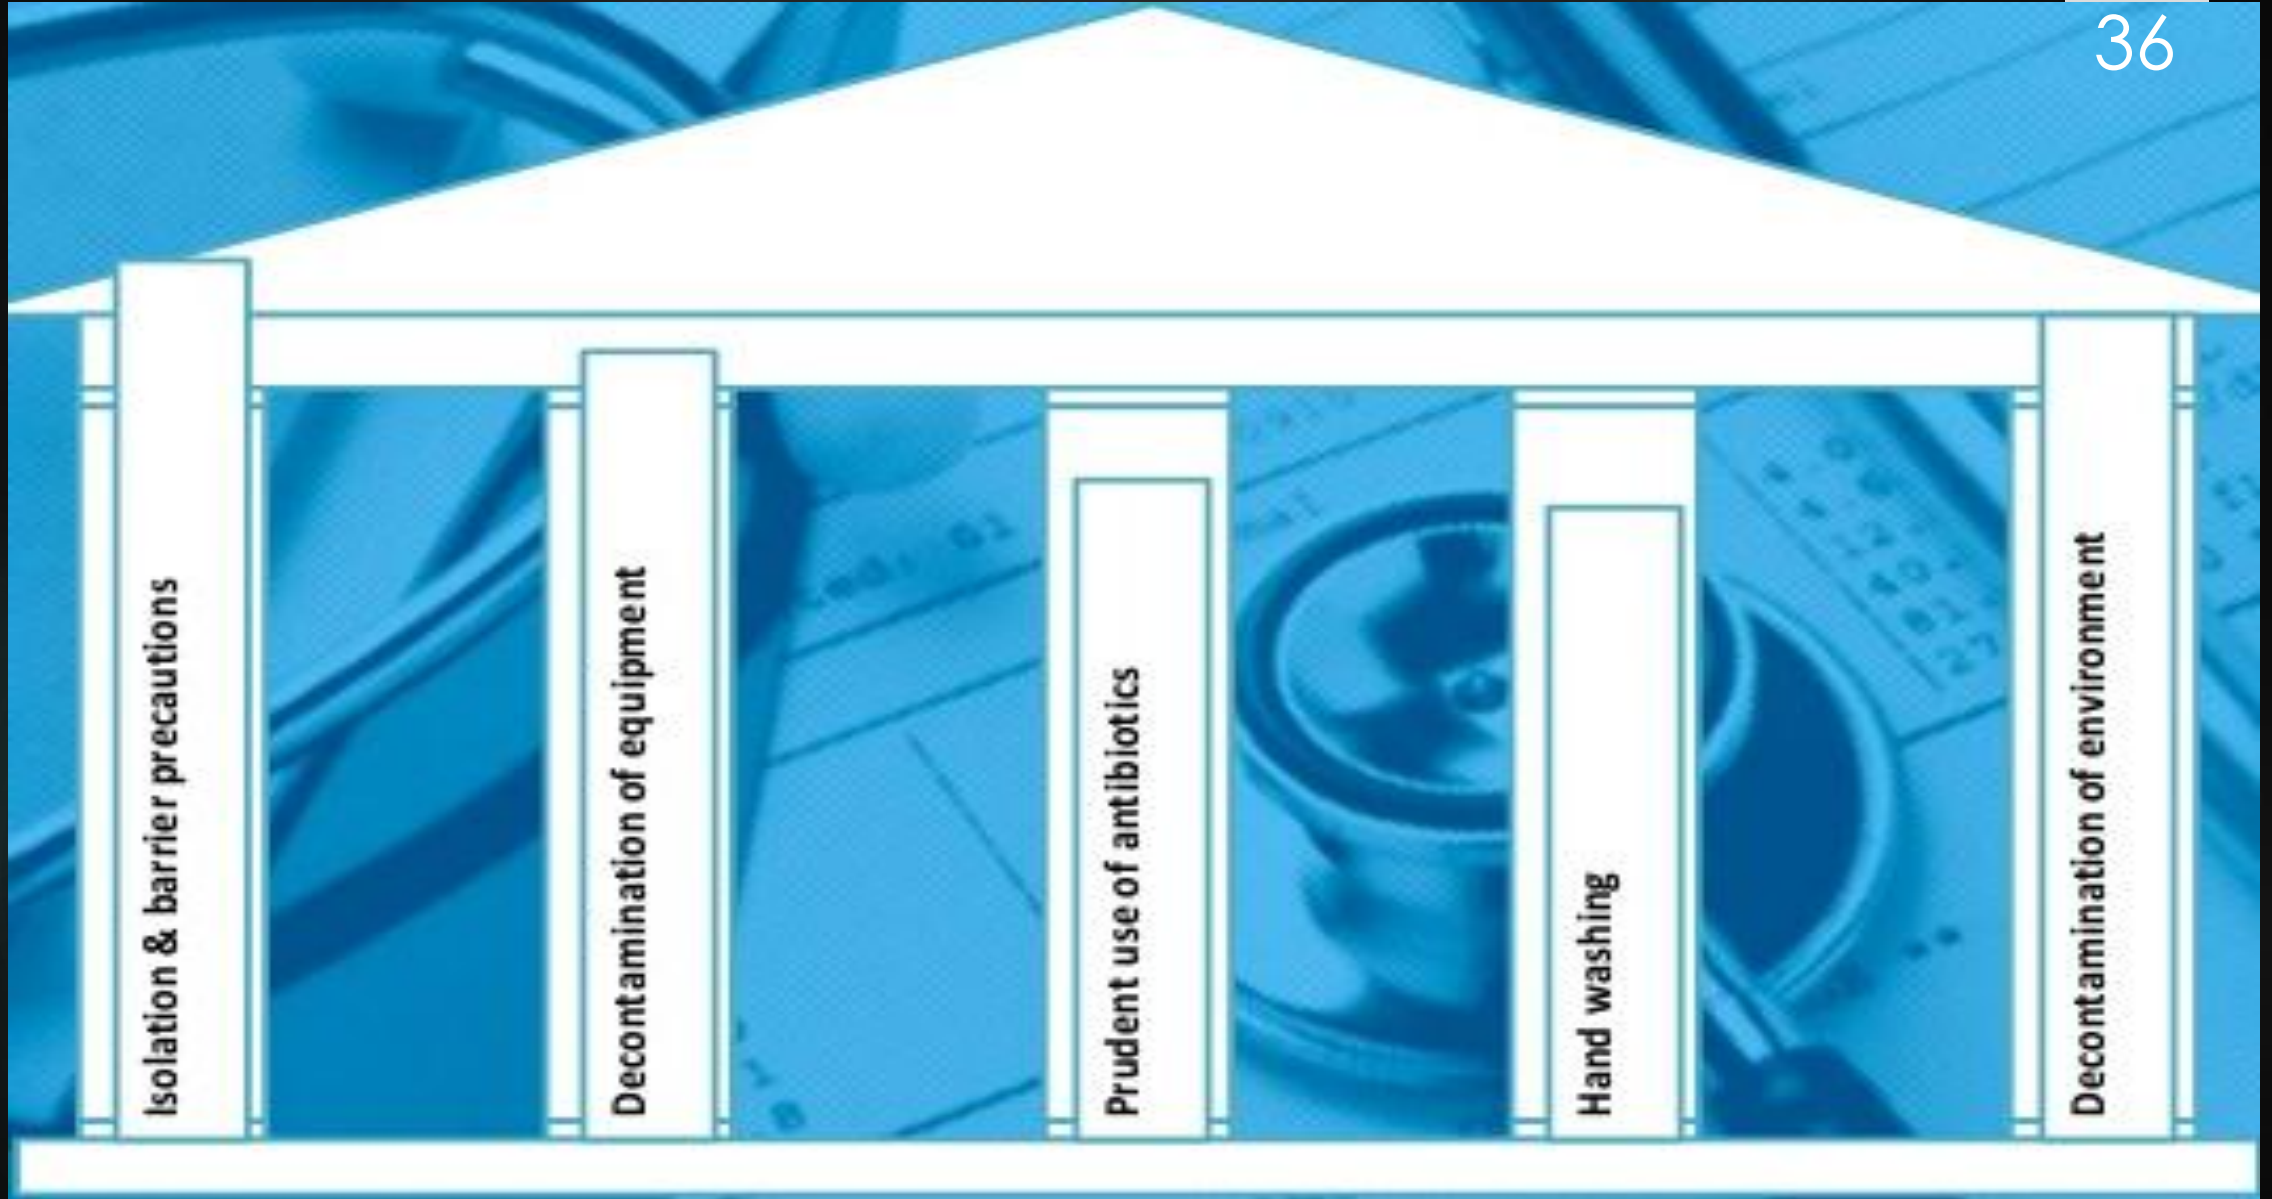 36
Isolation & barrier precautions
Decontamination of equipment
Prudent use of antibiotics
Hand washing
Decontamination of environment